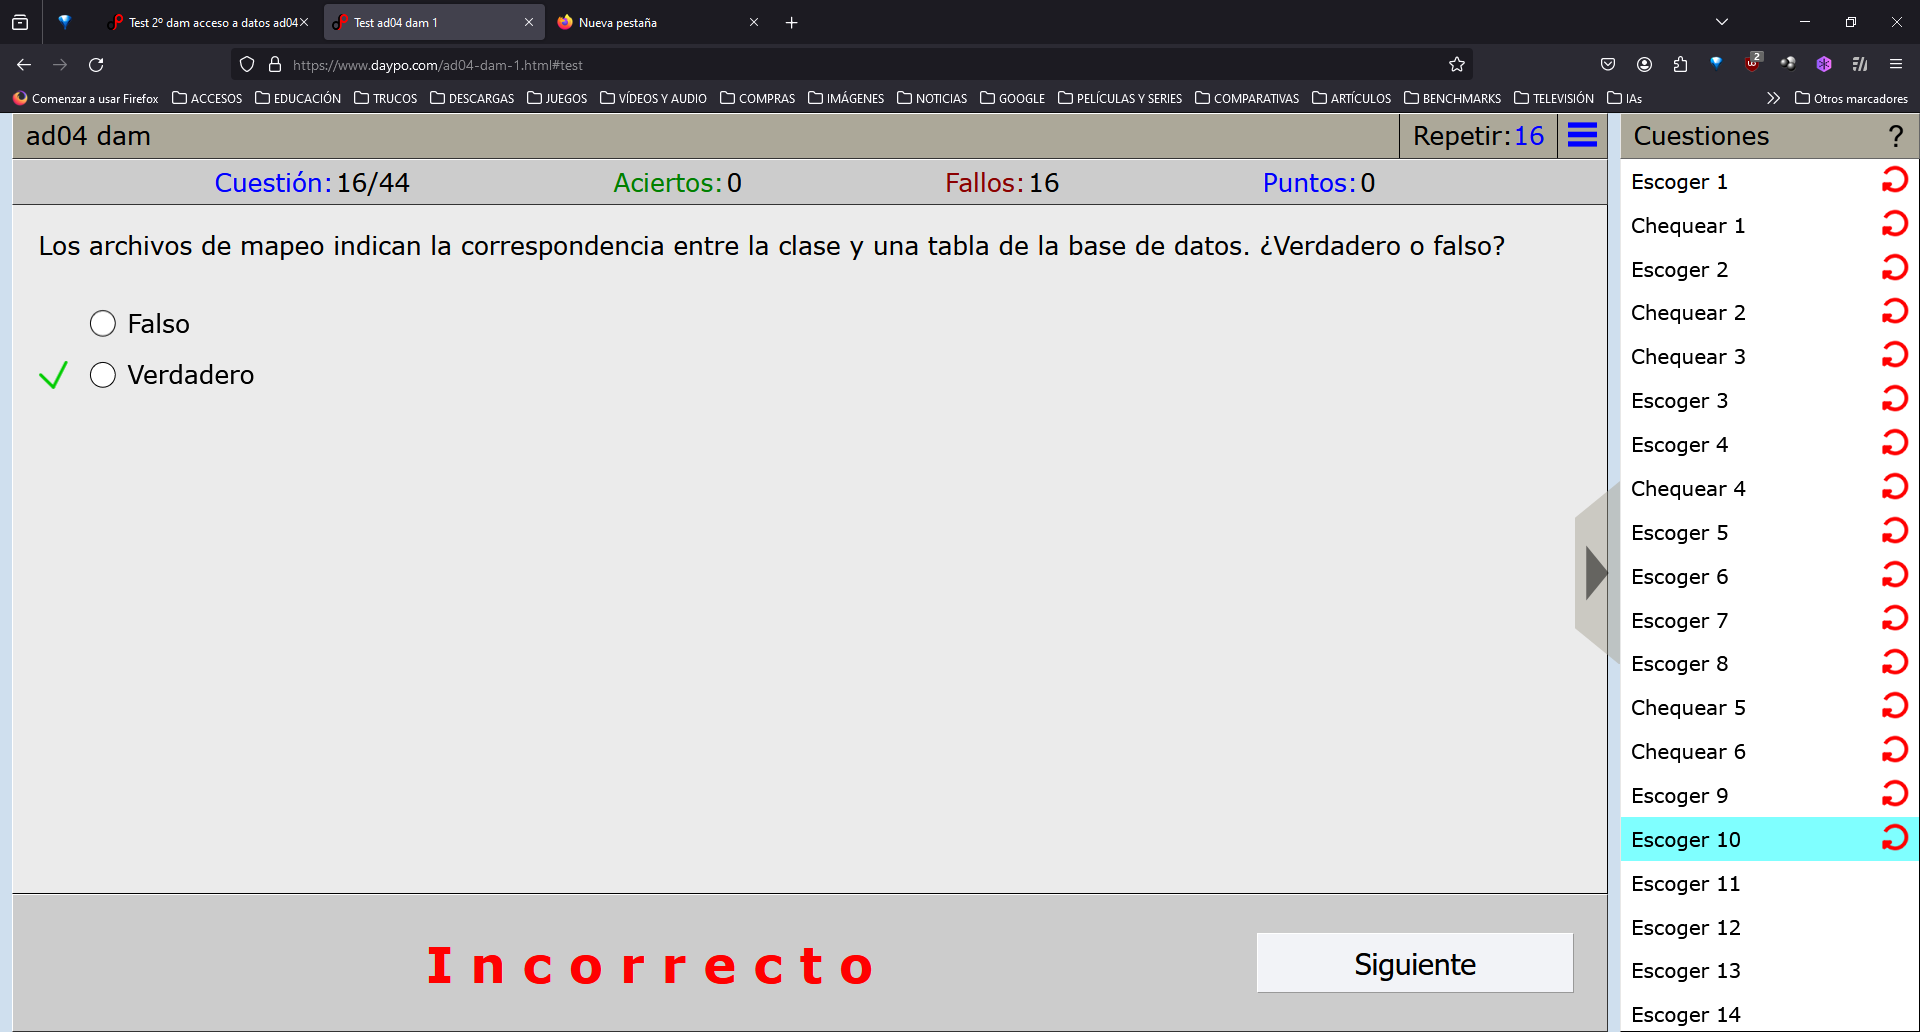 Test 2º dam acceso a datos ad04
Test ad04 dam 1
Nueva pestaña
https://www.daypo.com/ad04-dam-1.html#test
2
Comenzar a usar Firefox
ACCESOS
EDUCACIÓN
TRUCOS
DESCARGAS
JUEGOS
VÍDEOS Y AUDIO
COMPRAS
IMÁGENES
NOTICIAS
GOOGLE
PELÍCULAS Y SERIES
COMPARATIVAS
ARTÍCULOS
BENCHMARKS
TELEVISIÓN
IAs
Otros marcadores
ad04 dam
Repetir:16
Cuestión:16/44
Aciertos:0
Fallos:16
Puntos:0
Los archivos de mapeo indican la correspondencia entre la clase y una tabla de la base de datos. ¿Verdadero o falso?
Falso
Verdadero
Incorrecto
Siguiente
Cuestiones
?
Escoger 1
Chequear 1
Escoger 2
Chequear 2
Chequear 3
Escoger 3
Escoger 4
Chequear 4
Escoger 5
Escoger 6
Escoger 7
Escoger 8
Chequear 5
Chequear 6
Escoger 9
Escoger 10
Escoger 11
Escoger 12
Escoger 13
Escoger 14